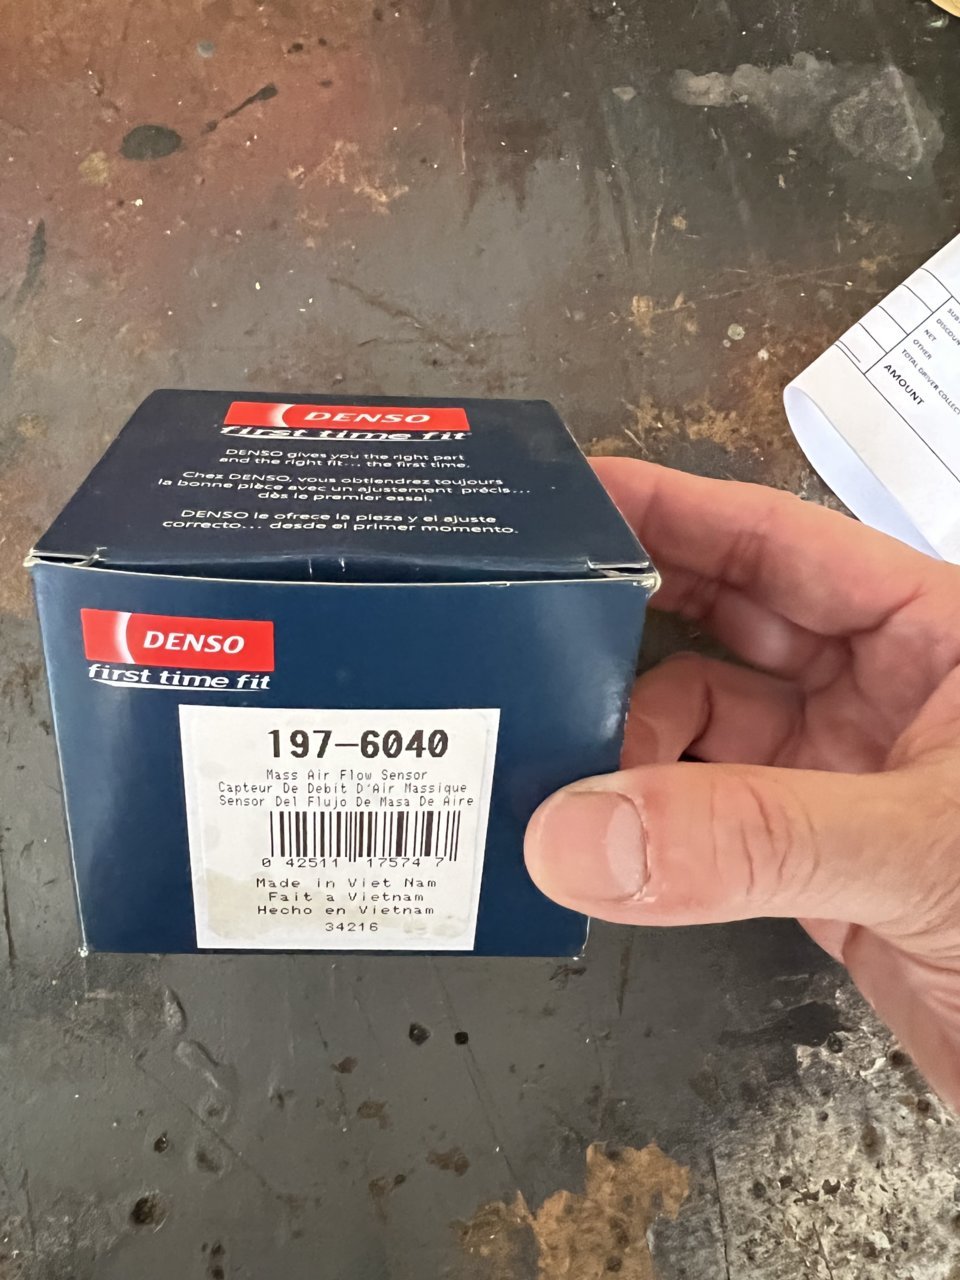 DENSO
first time fit
DENSO gives you the right part
and the right fit... the first time.
Chez DENSO, vous obtiendrez toujours
la bonne pièce avec un ajustement précis...
dès le premier essai.
DENSO le ofrece la pieza y el ajuste
correcto... desde el primer momento.
DENSO
first time fit
197-6040
Mass Air Flow Sensor
Capteur De Debit D'Air Massique
Sensor Del Flujo De Masa De Aire
0 42511 17574 7
Made in Viet Nam
Fait a Vietnam
Hecho en Vietnam
34216
NET
OTHER
TOTAL DRIVER COLLECT
AMOUNT